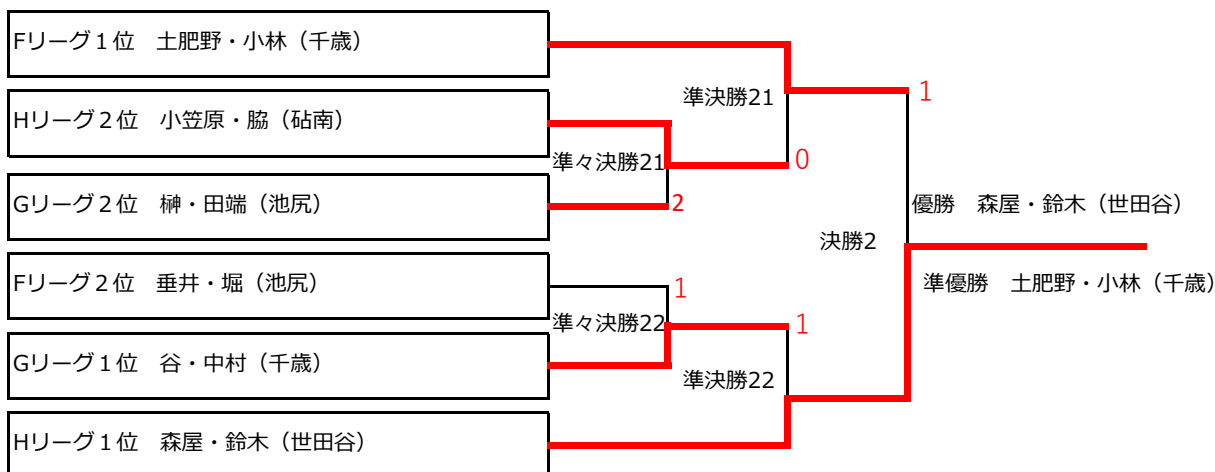 Fリーグ１位　土肥野・小林（千歳）
準決勝21
1
Hリーグ２位　小笠原・脇（砧南）
準々決勝21
0
Gリーグ２位　榊・田端（池尻）
2
優勝　森屋・鈴木（世田谷）
決勝2
Fリーグ２位　垂井・堀（池尻）
1
準優勝　土肥野・小林（千歳）
準々決勝22
1
Gリーグ１位　谷・中村（千歳）
準決勝22
Hリーグ１位　森屋・鈴木（世田谷）